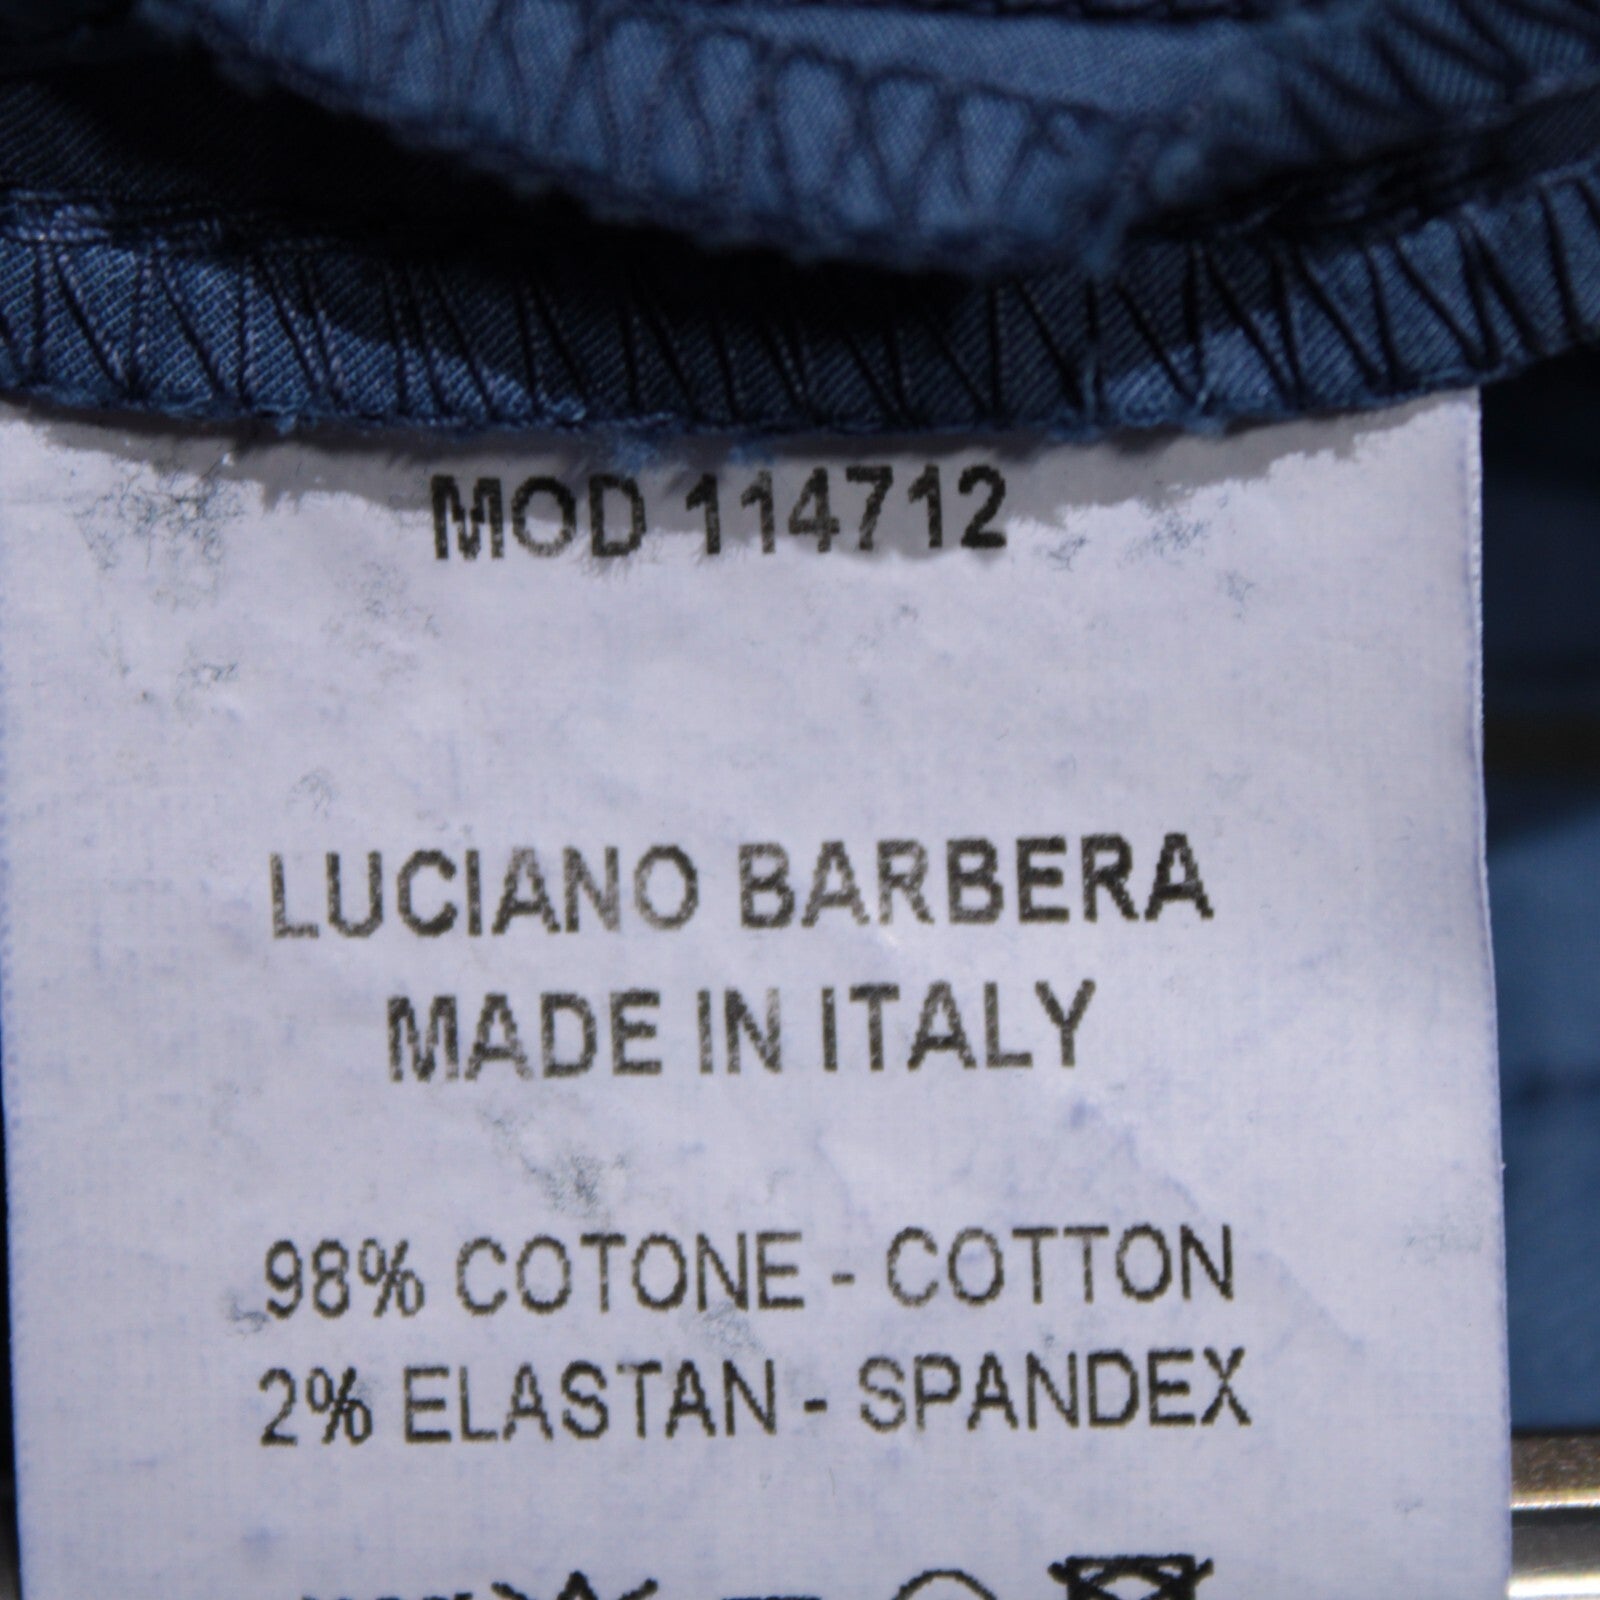 MOD 114712
LUCIANO BARBERA
MADE IN ITALY
98% COTONE - COTTON
2% ELASTAN - SPANDEX